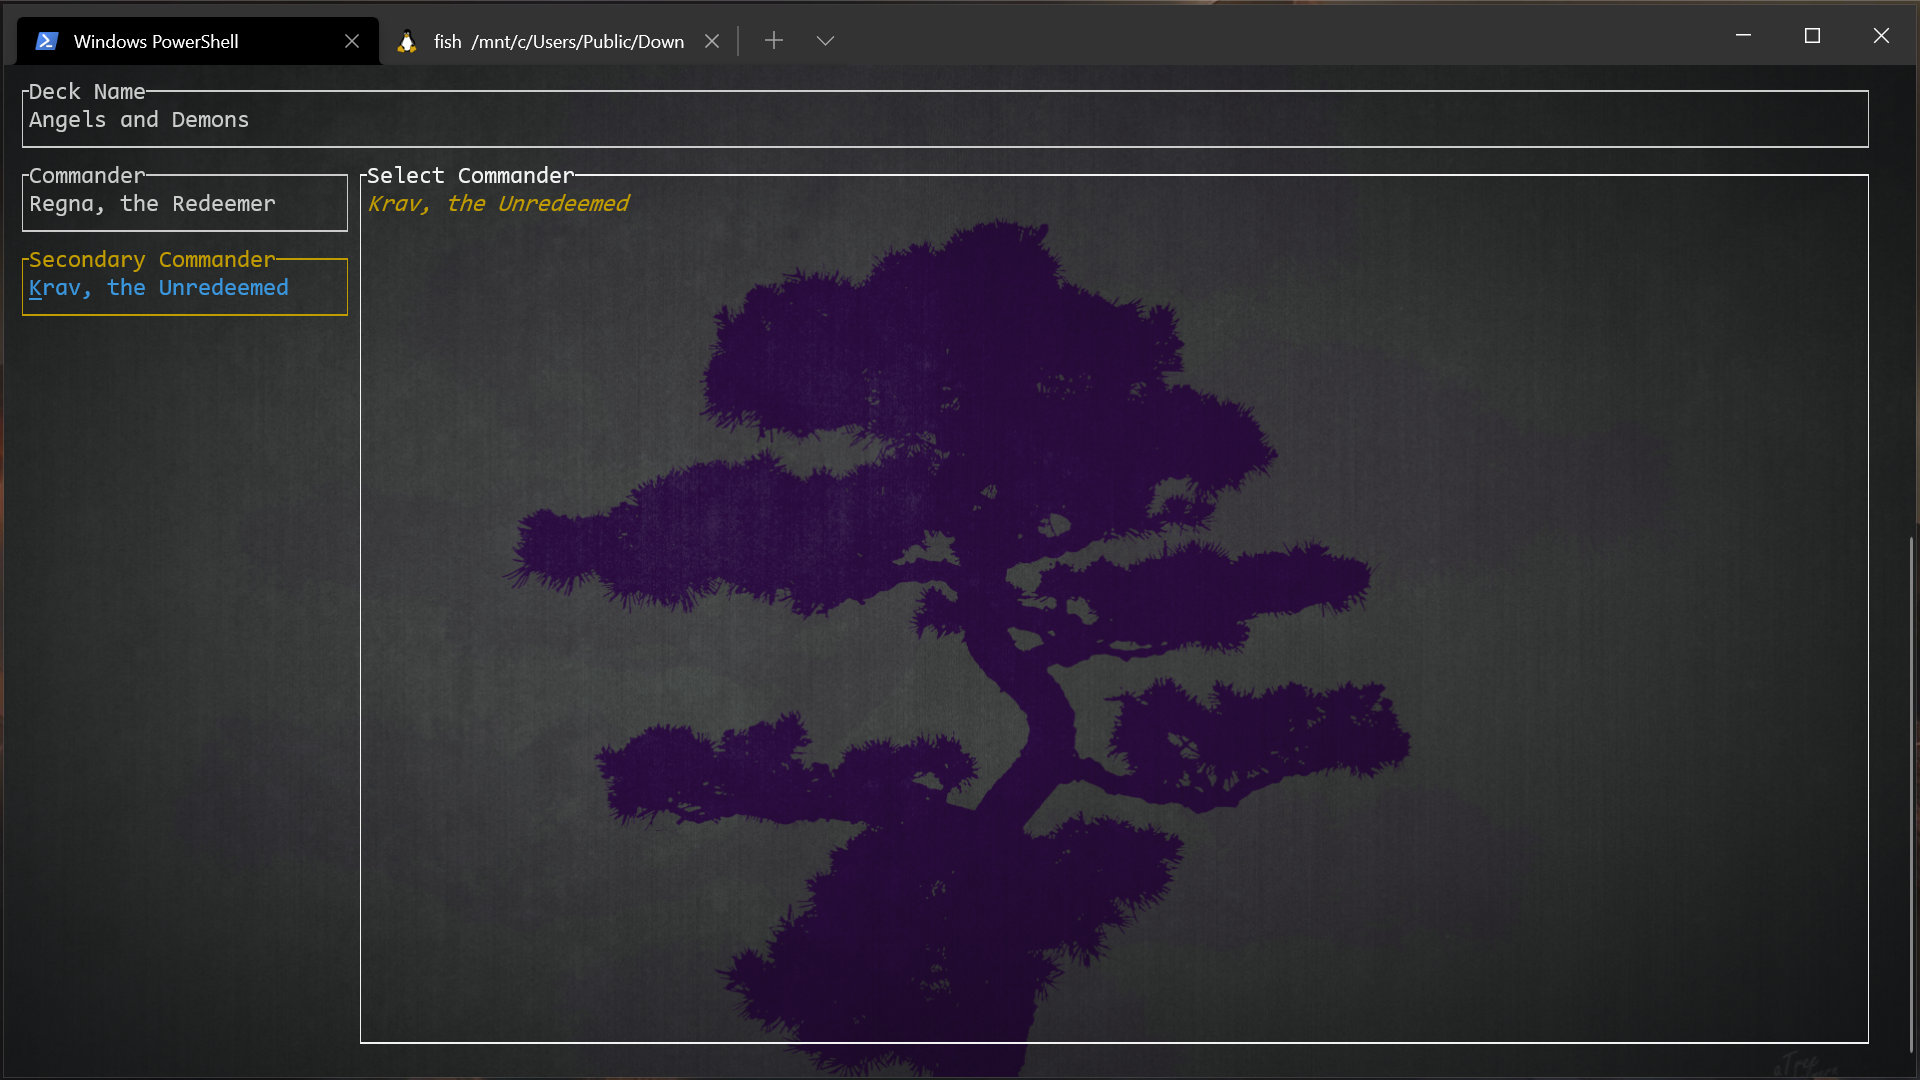 Windows PowerShell
fish /mnt/c/Users/Public/Down
Deck Name
Angels and Demons
Commander
Regna, the Redeemer
Secondary Commander
Krav, the Unredeemed
Select Commander
Krav, the Unredeemed